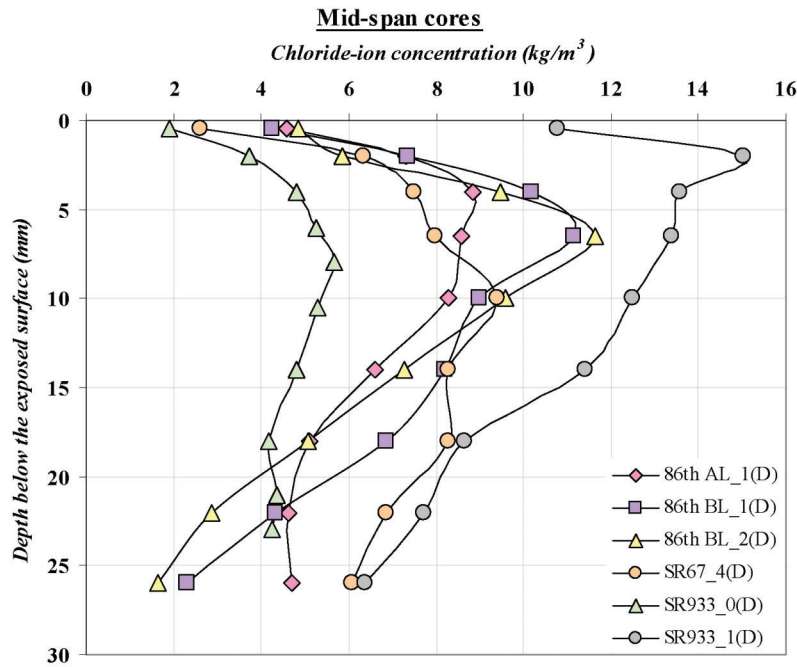 Mid-span cores
Chloride-ion concentration (kg/m³)
0 2 4 6 8 10 12 14 16
0
5
10
15
20
25
30
Depth below the exposed surface (mm)
86th AL_1(D)
86th BL_1(D)
86th BL_2(D)
SR67_4(D)
SR933_0(D)
SR933_1(D)